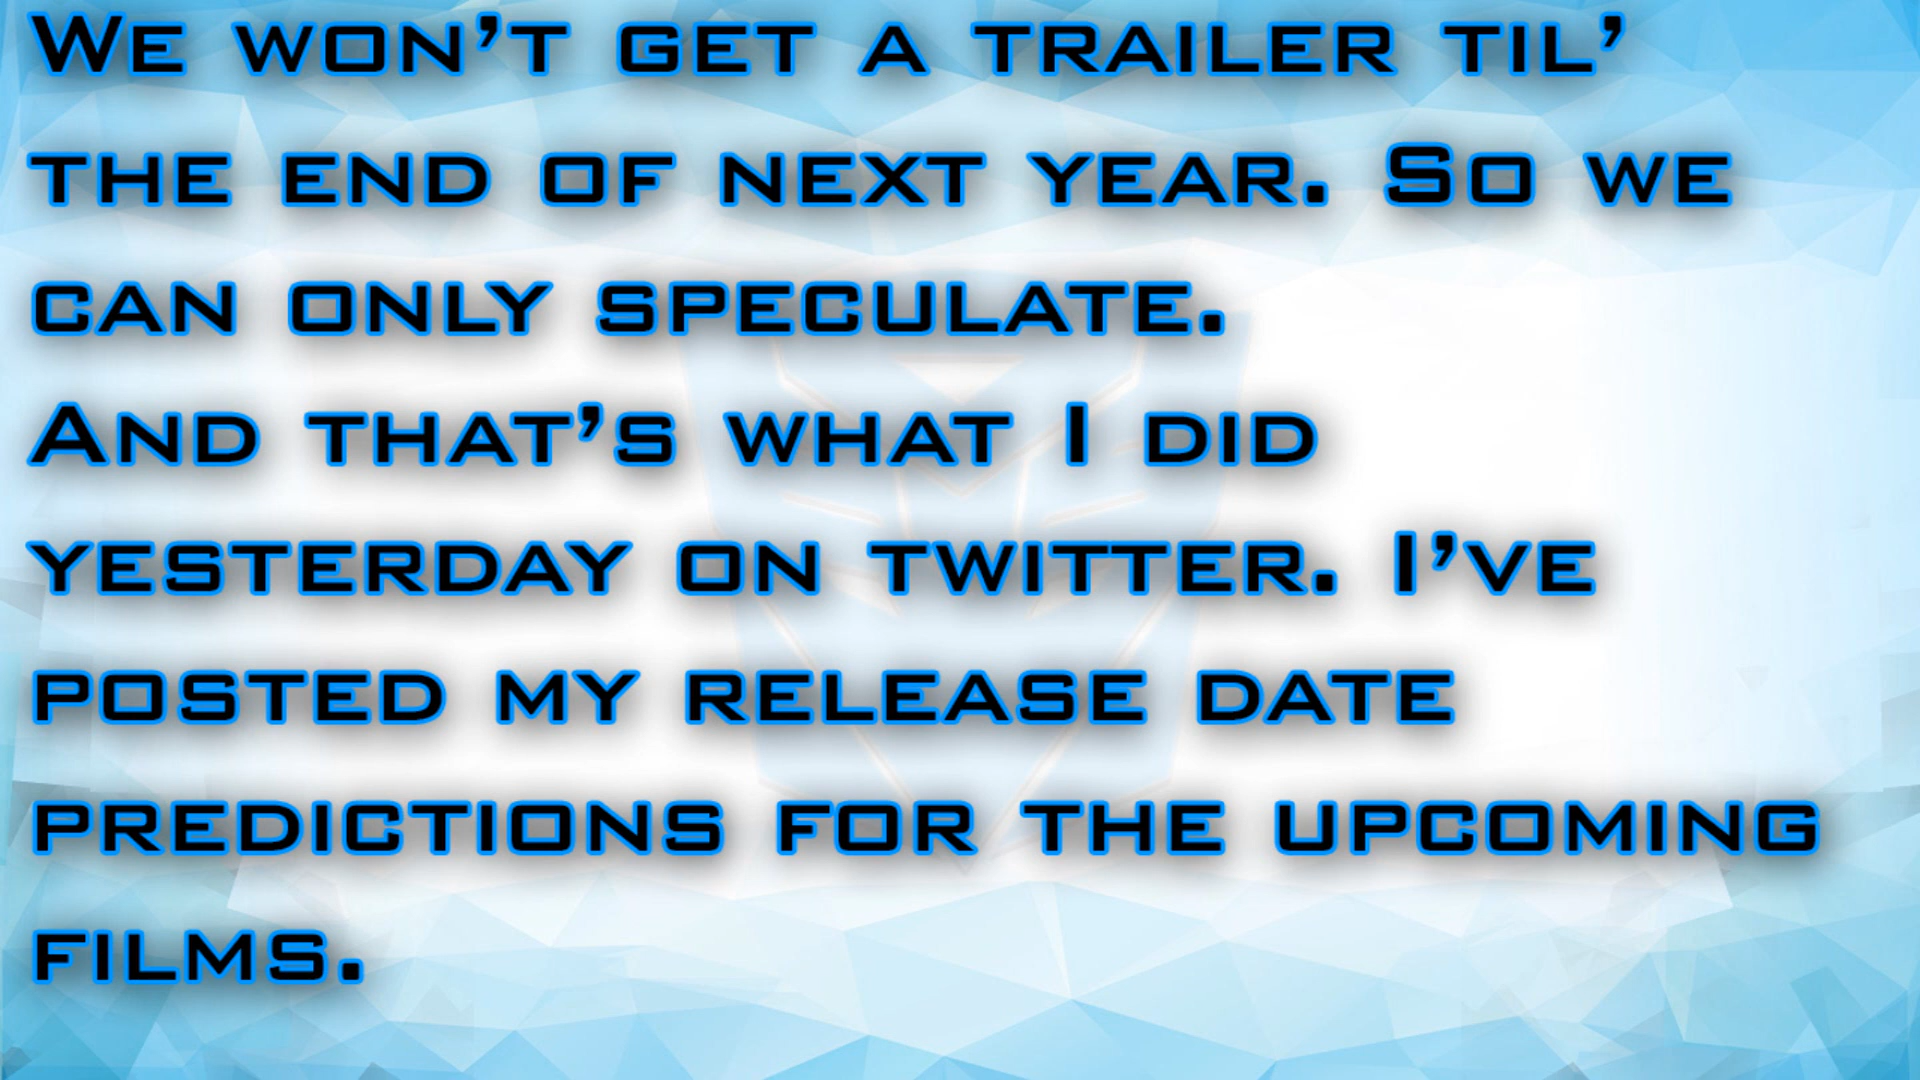 We won’t get a trailer til’
the end of next year. So we
can only speculate.
And that’s what I did
yesterday on twitter. I’ve
posted my release date
predictions for the upcoming
films.